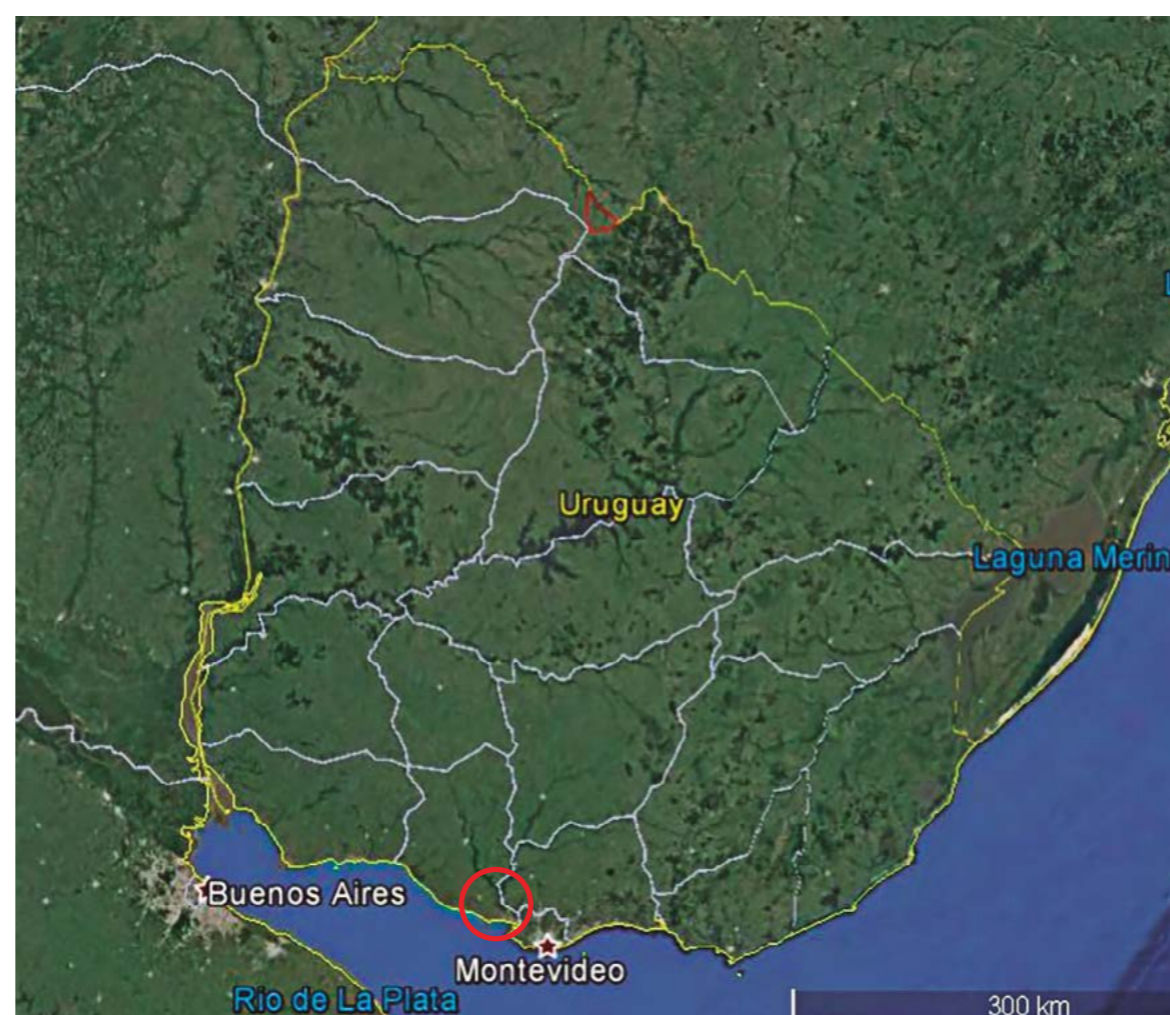 Uruguay
Laguna Merin
Buenos Aires
Montevideo
Rio de La Plata
300 km